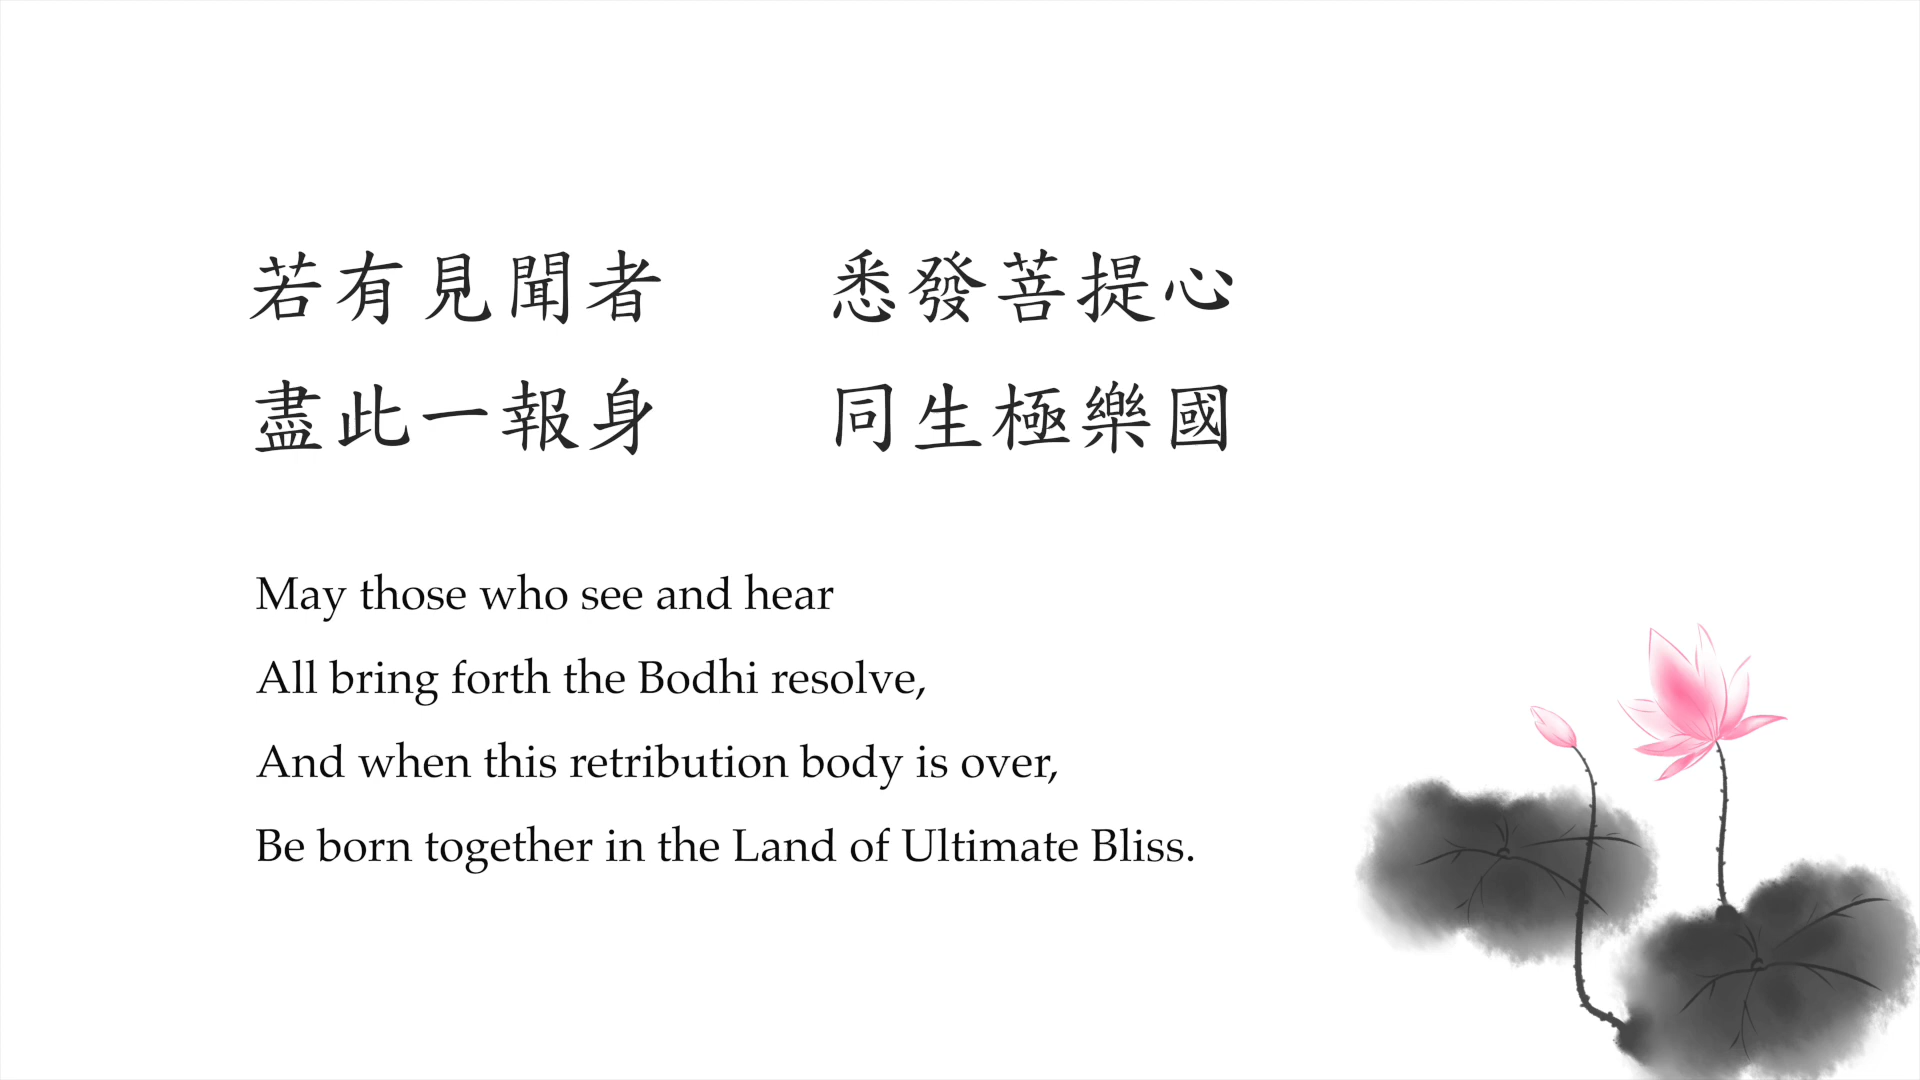 若有見聞者 悉發菩提心
盡此一報身 同生極樂國
May those who see and hear
All bring forth the Bodhi resolve,
And when this retribution body is over,
Be born together in the Land of Ultimate Bliss.